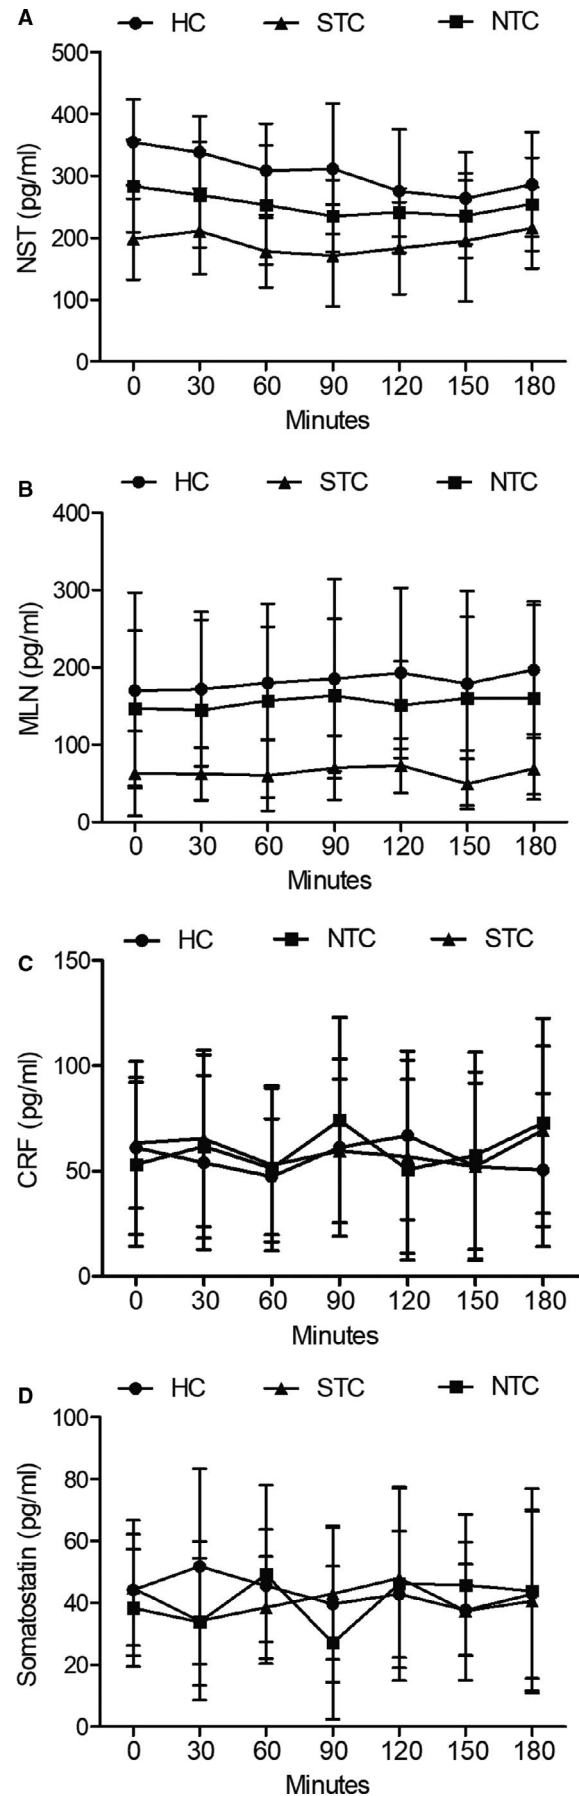 A
HC STC NTC
500
400
300
200
100
0
NST (pg/ml)
0 30 60 90 120 150 180
Minutes
B
HC STC NTC
400
300
200
100
0
MLN (pg/ml)
0 30 60 90 120 150 180
Minutes
C
HC NTC STC
150
100
50
0
CRF (pg/ml)
0 30 60 90 120 150 180
Minutes
D
HC STC NTC
100
80
60
40
20
0
Somatostatin (pg/ml)
0 30 60 90 120 150 180
Minutes